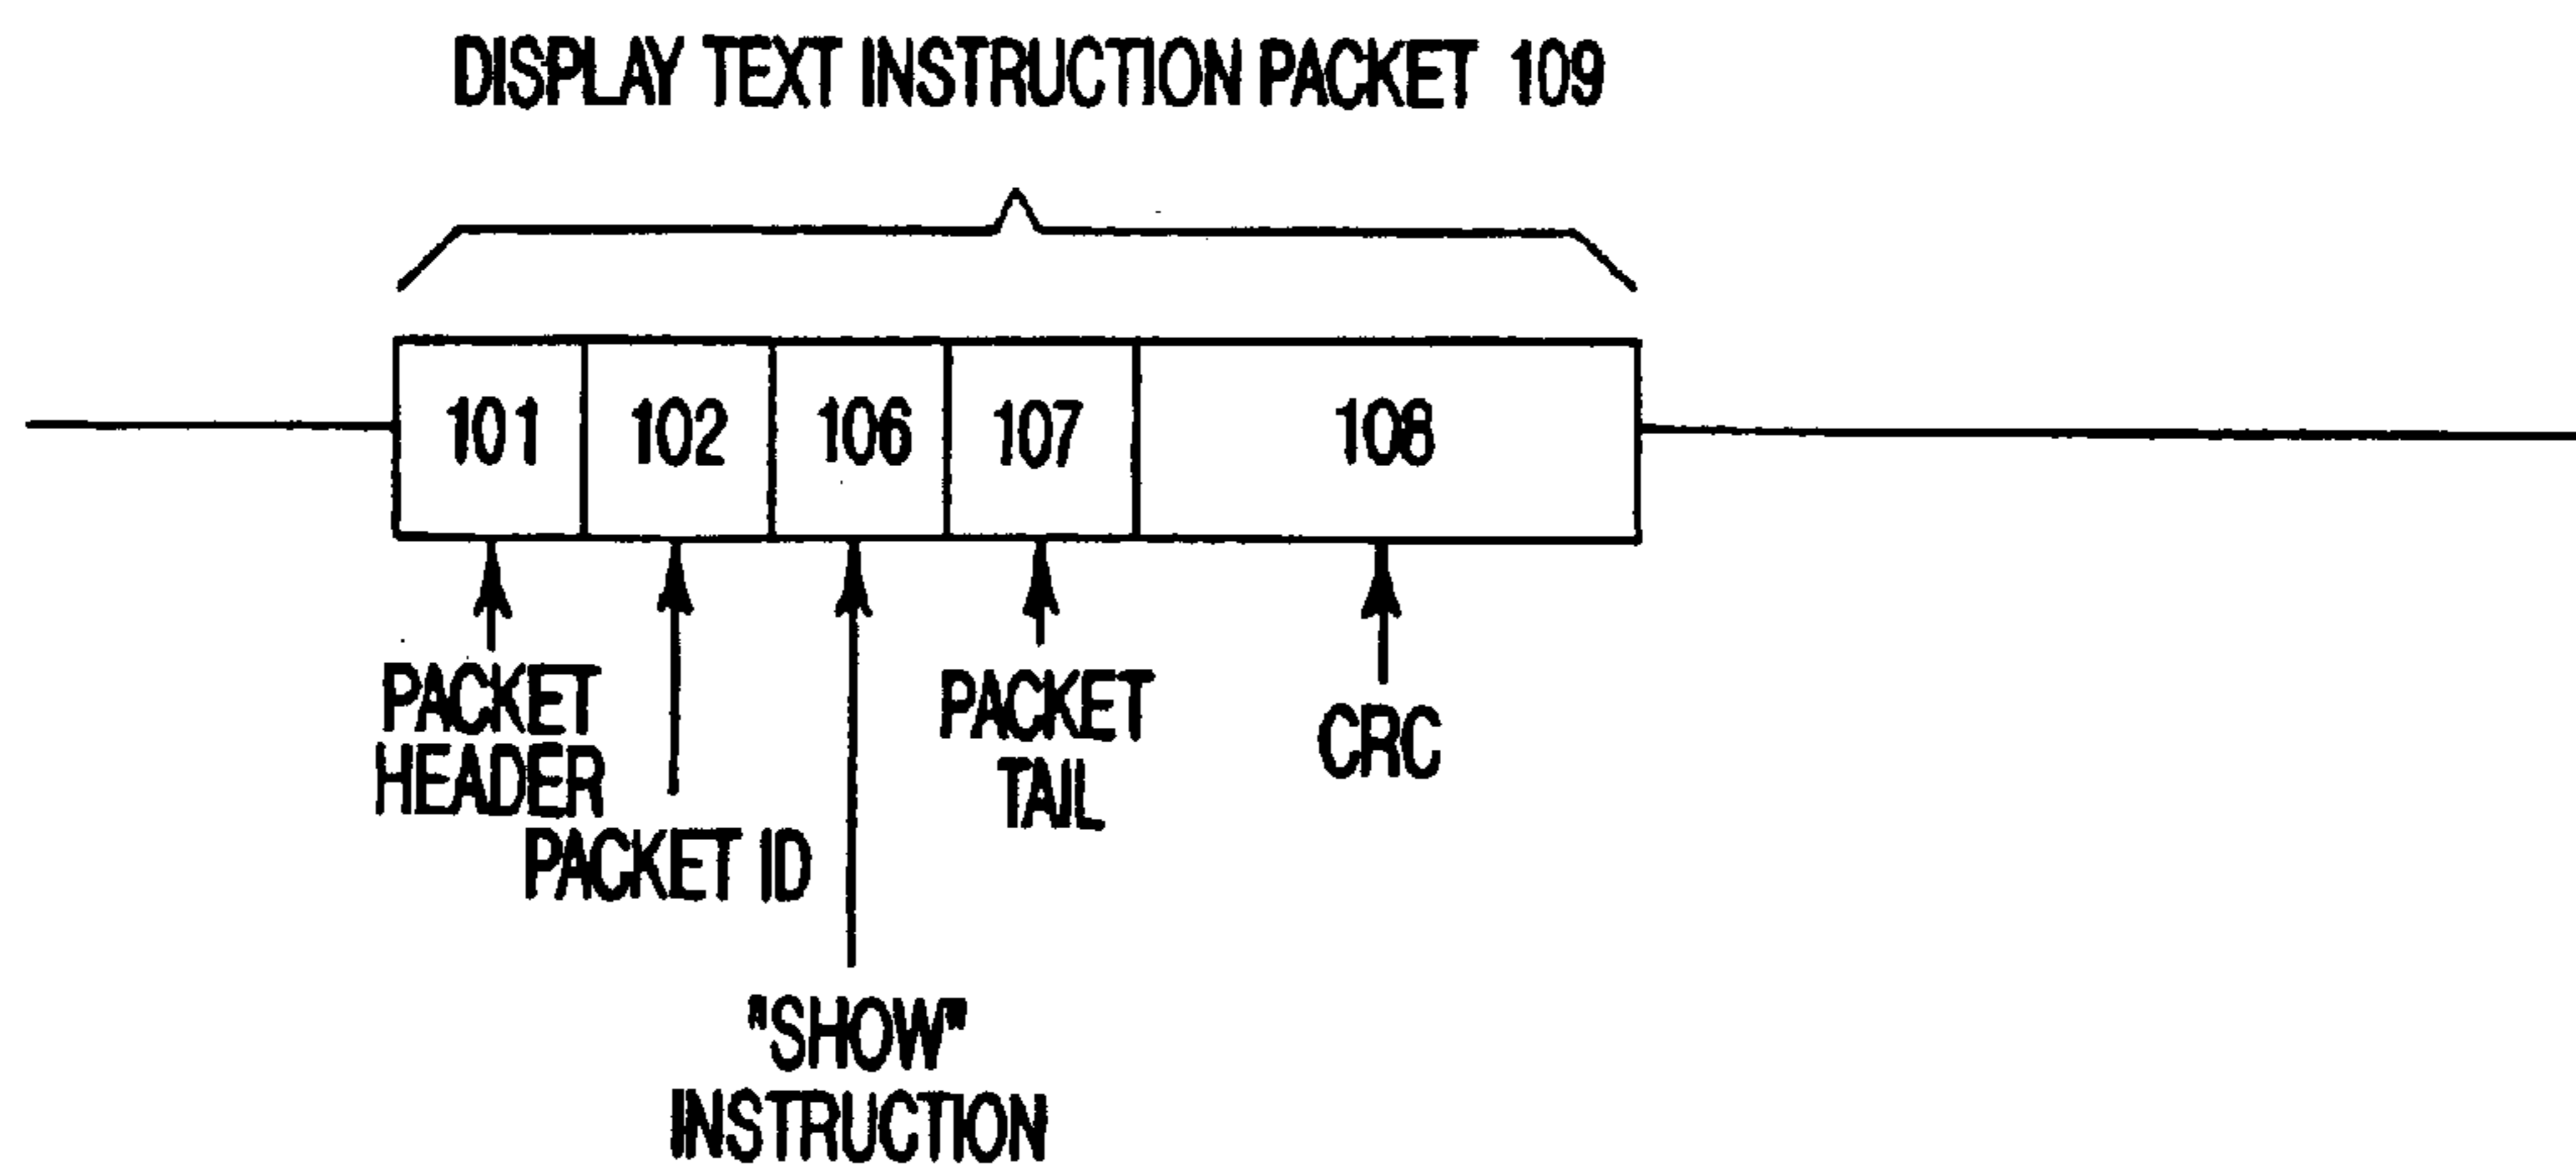 DISPLAY TEXT INSTRUCTION PACKET 109
101 102 106 107 108
PACKET
HEADER
PACKET ID
"SHOW"
INSTRUCTION
PACKET
TAIL
CRC